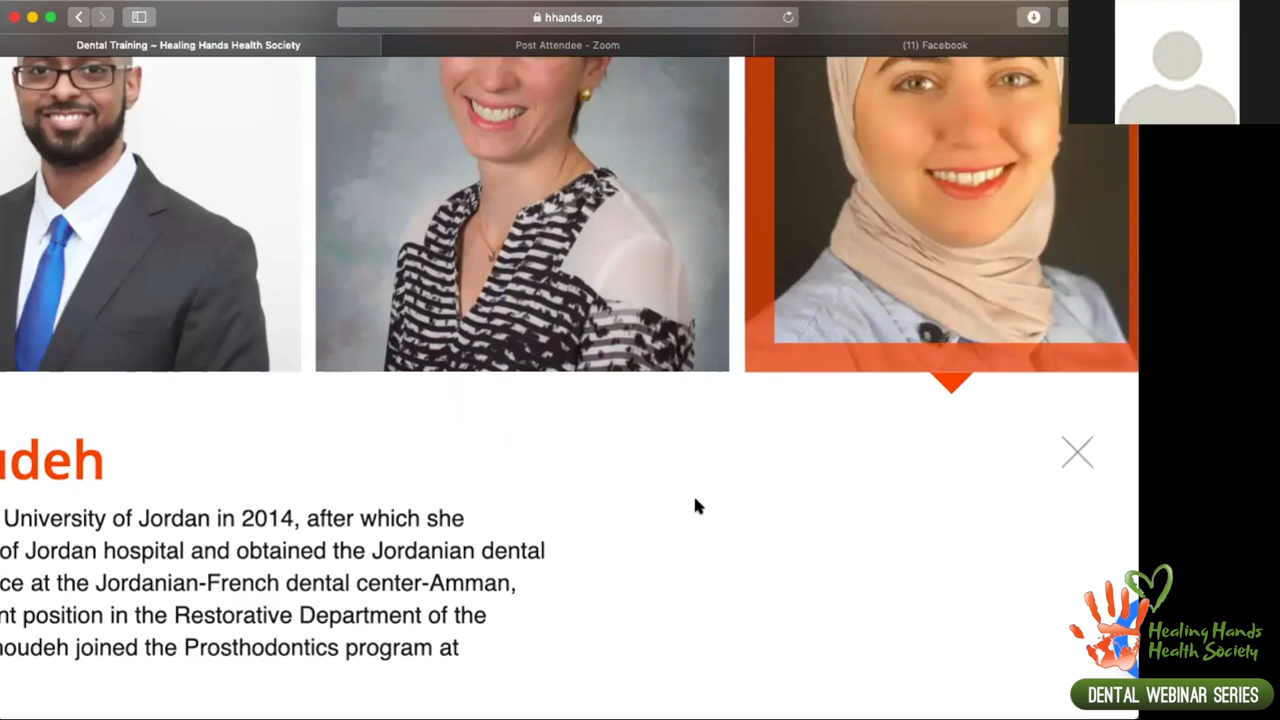 hhands.org
Dental Training ~ Healing Hands Health Society
Post Attendee - Zoom
(11) Facebook
udeh
University of Jordan in 2014, after which she
of Jordan hospital and obtained the Jordanian dental
ce at the Jordanian-French dental center-Amman,
nt position in the Restorative Department of the
noudeh joined the Prosthodontics program at
Healing Hands
Health Society
DENTAL WEBINAR SERIES